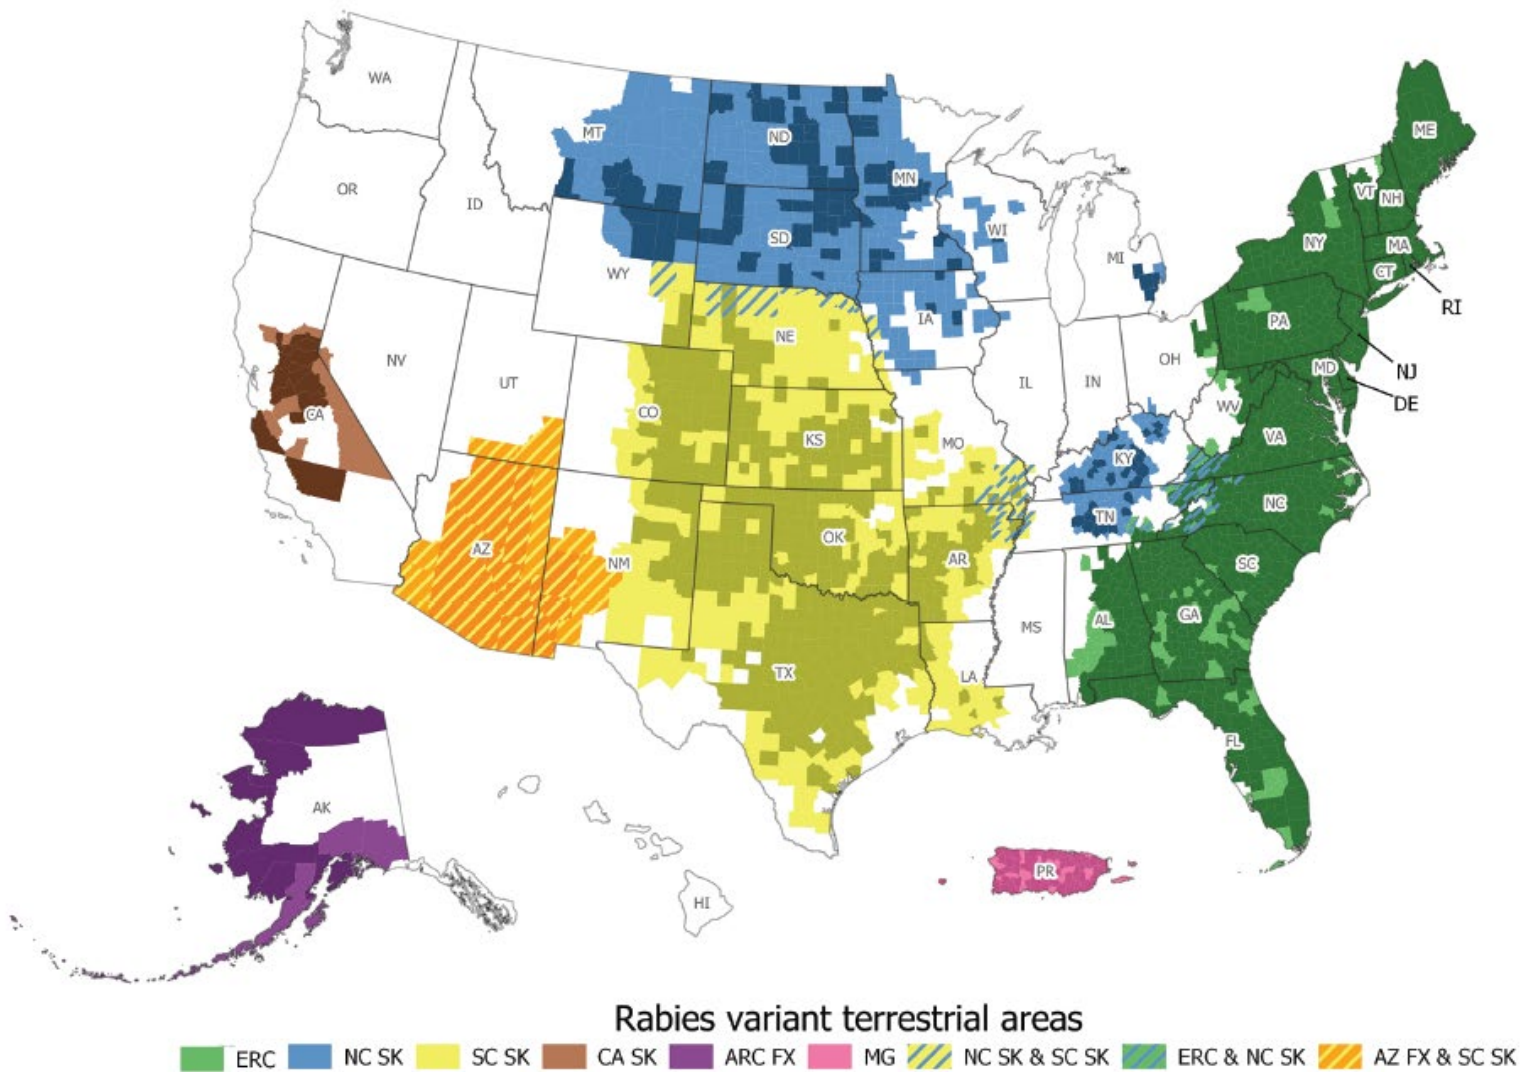 WA
MT
ND
ME
OR
ID
MN
VT
NH
SD
WI
NY
MA
MI
CT
WY
RI
IA
PA
NE
NV
OH
NJ
UT
IL
IN
MD
DE
CA
CO
WV
KS
MO
VA
KY
NC
TN
AZ
OK
NM
AR
SC
MS
AL
GA
TX
LA
FL
AK
PR
HI
Rabies variant terrestrial areas
ERC NC SK SC SK CA SK ARC FX MG NC SK & SC SK ERC & NC SK AZ FX & SC SK